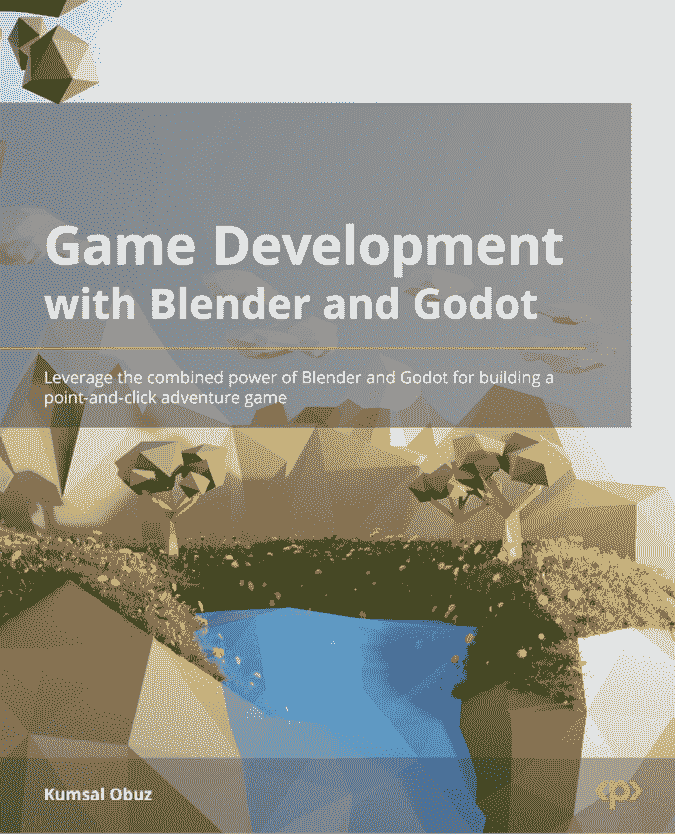 Game Development
with Blender and Godot
Leverage the combined power of Blender and Godot for building a
point-and-click adventure game
Kumsal Obuz
<p>